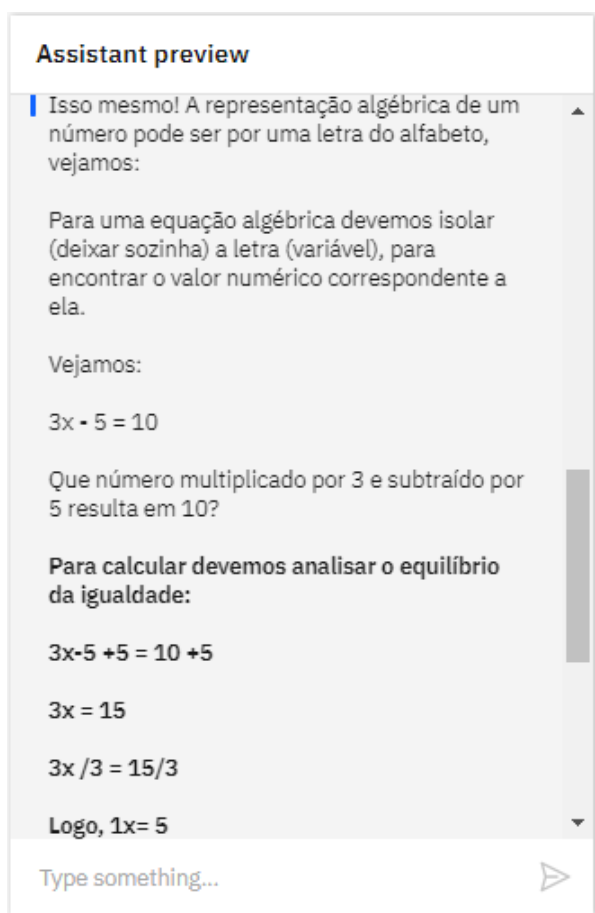 Assistant preview
Isso mesmo! A representação algébrica de um
número pode ser por uma letra do alfabeto,
vejamos:
Para uma equação algébrica devemos isolar
(deixar sozinha) a letra (variável), para
encontrar o valor numérico correspondente a
ela.
Vejamos:
3x - 5 = 10
Que número multiplicado por 3 e subtraído por
5 resulta em 10?
Para calcular devemos analisar o equilíbrio
da igualdade:
3x-5 +5 = 10 +5
3x = 15
3x /3 = 15/3
Logo, 1x= 5
Type something...